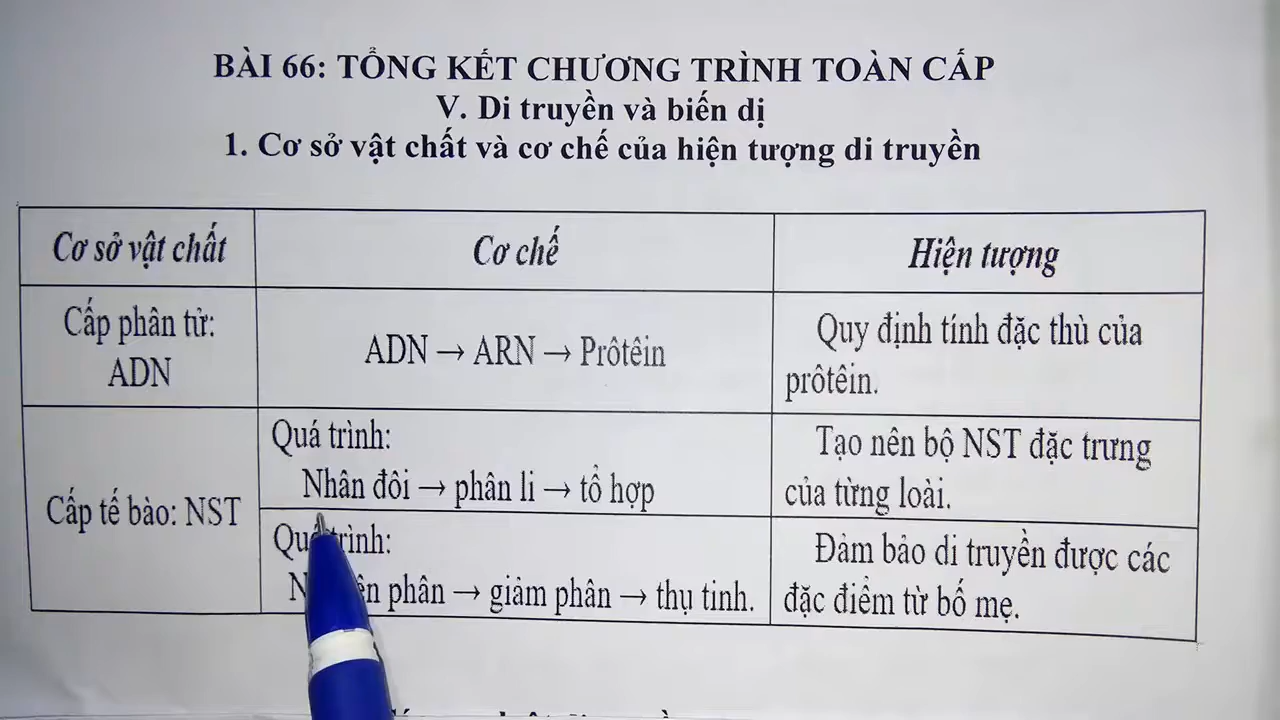 BÀI 66: TỔNG KẾT CHƯƠNG TRÌNH TOÀN CẤP
V. Di truyền và biến dị
1. Cơ sở vật chất và cơ chế của hiện tượng di truyền
Cơ sở vật chất
Cơ chế
Hiện tượng
Cấp phân tử:
ADN
ADN → ARN → Prôtêin
Quy định tính đặc thù của
prôtêin.
Cấp tế bào: NST
Quá trình:
Nhân đôi → phân li → tổ hợp
Tạo nên bộ NST đặc trưng
của từng loài.
Quá trình:
phân → giảm phân → thụ tinh.
Đảm bảo di truyền được các
đặc điểm từ bố mẹ.